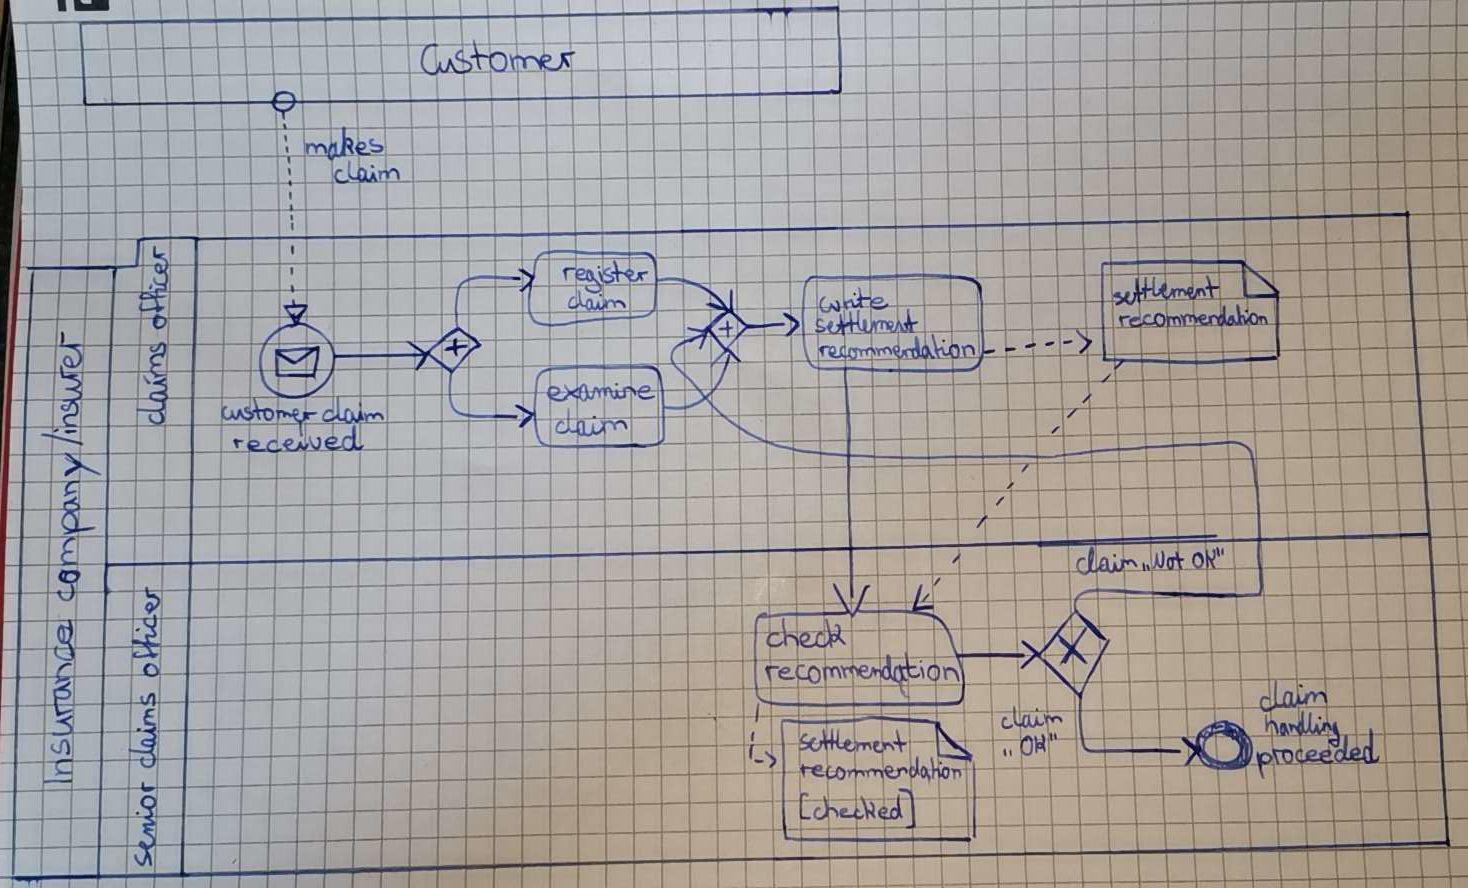 Customer
makes
claim
Insurance company/insurer
claims officer
customer claim
received
register
claim
examine
claim
write
settlement
recommendation
settlement
recommendation
senior claims officer
claim „Not OK"
check
recommendation
claim
„OK"
claim
handling
proceeded
settlement
recommendation
[checked]